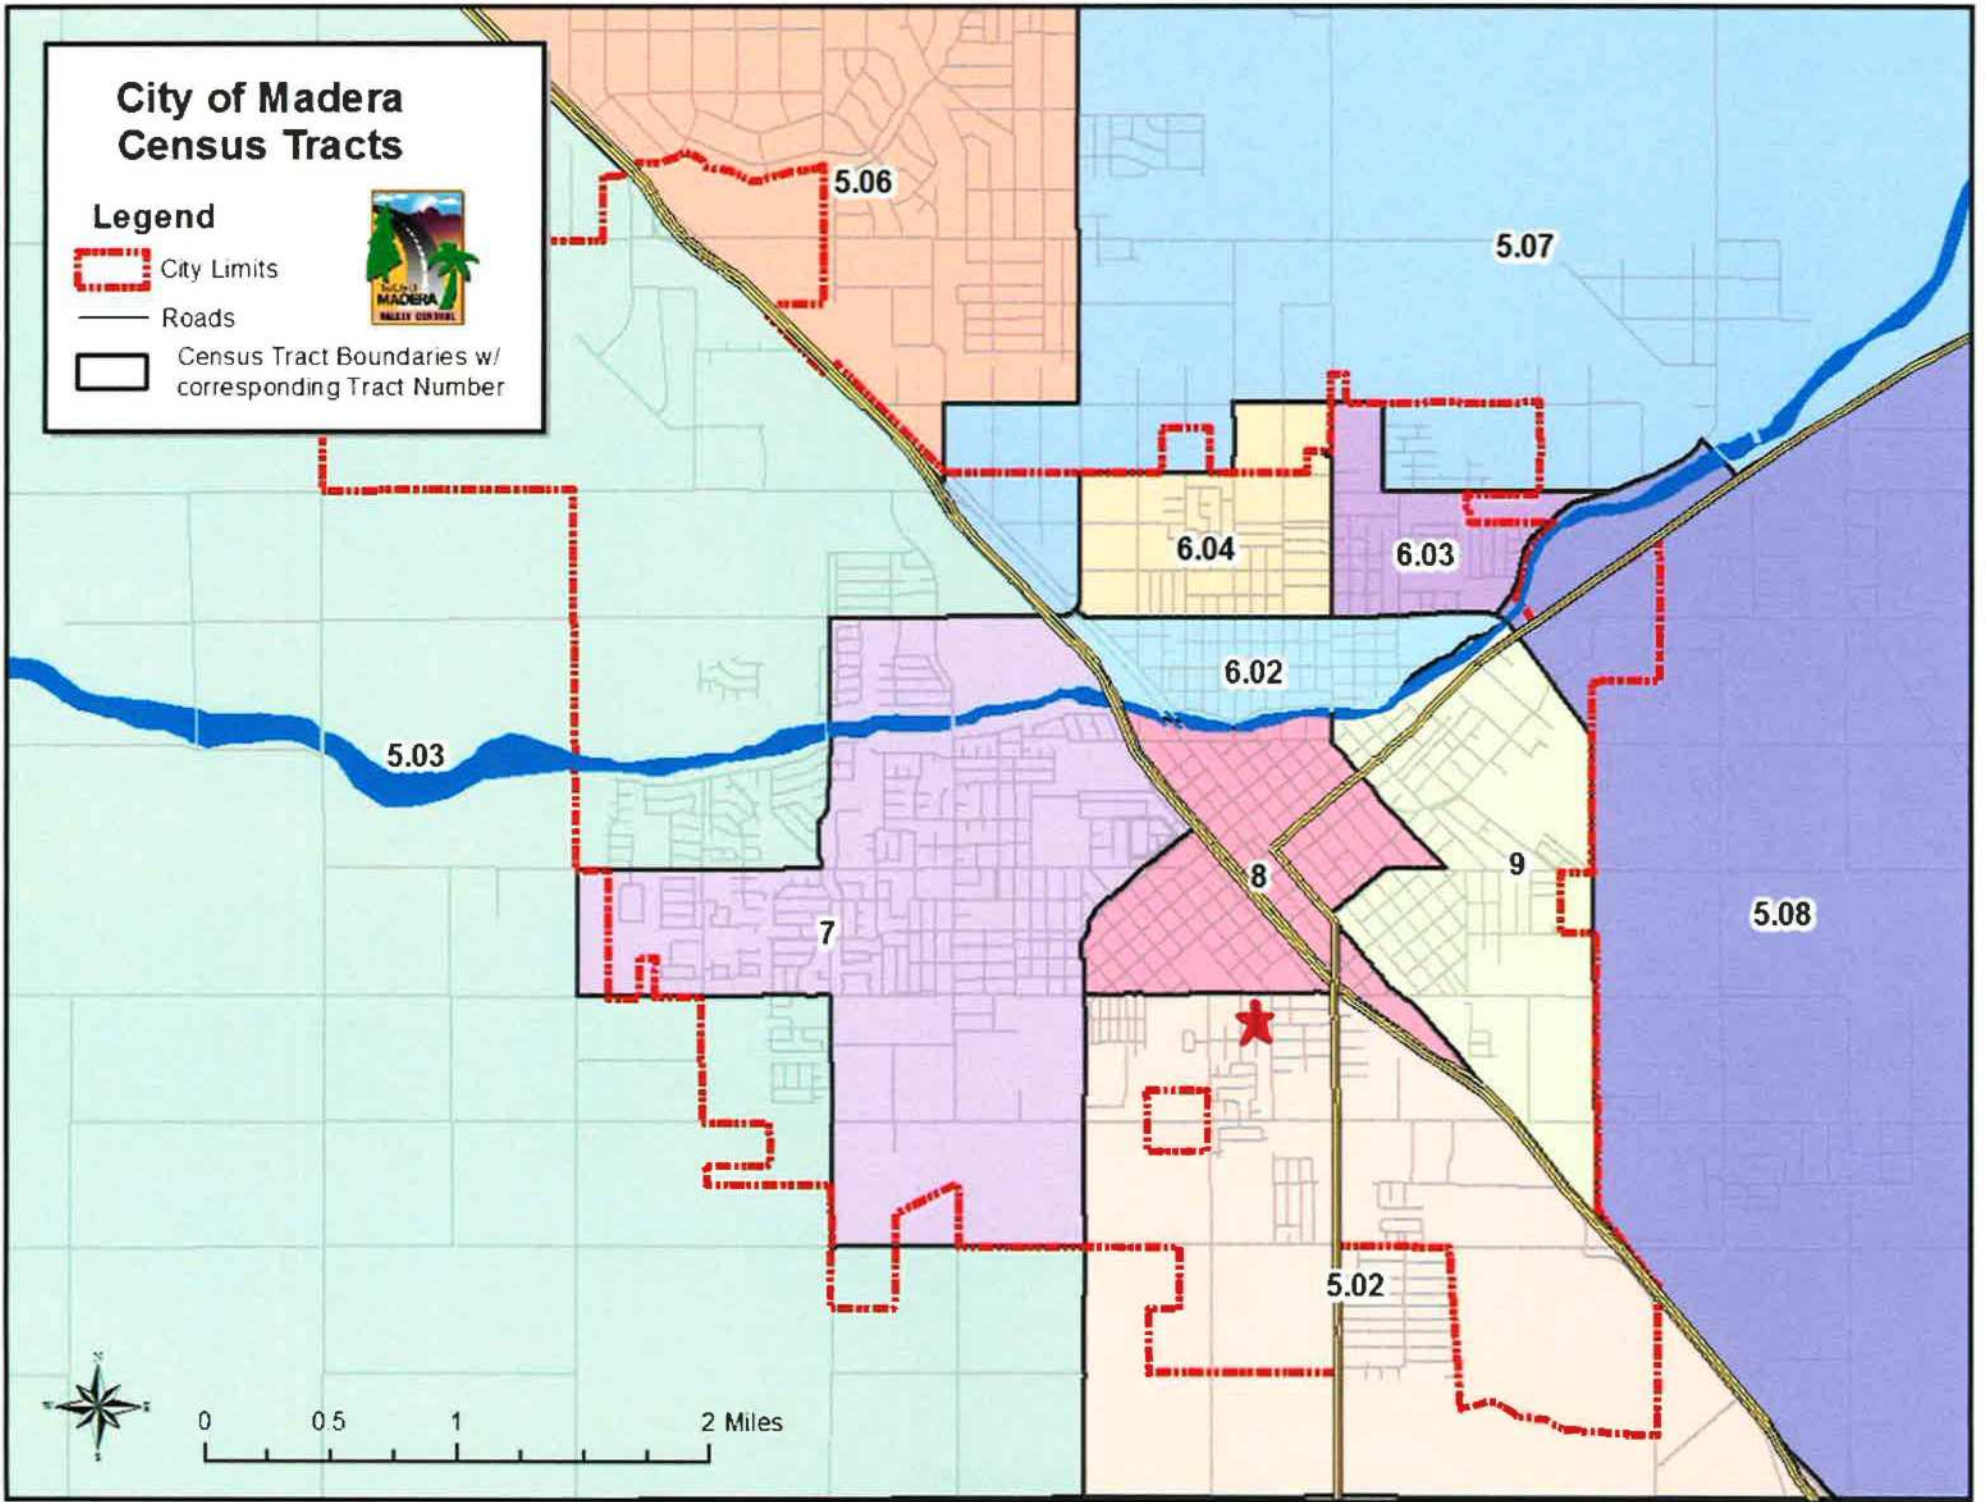 City of Madera
Census Tracts
Legend
City Limits
Roads
Census Tract Boundaries w/
corresponding Tract Number
MADERA
VALLEY CENTRAL
5.06
5.07
6.04
6.03
6.02
5.03
8
9
7
5.08
5.02
N
0 0.5 1 2 Miles